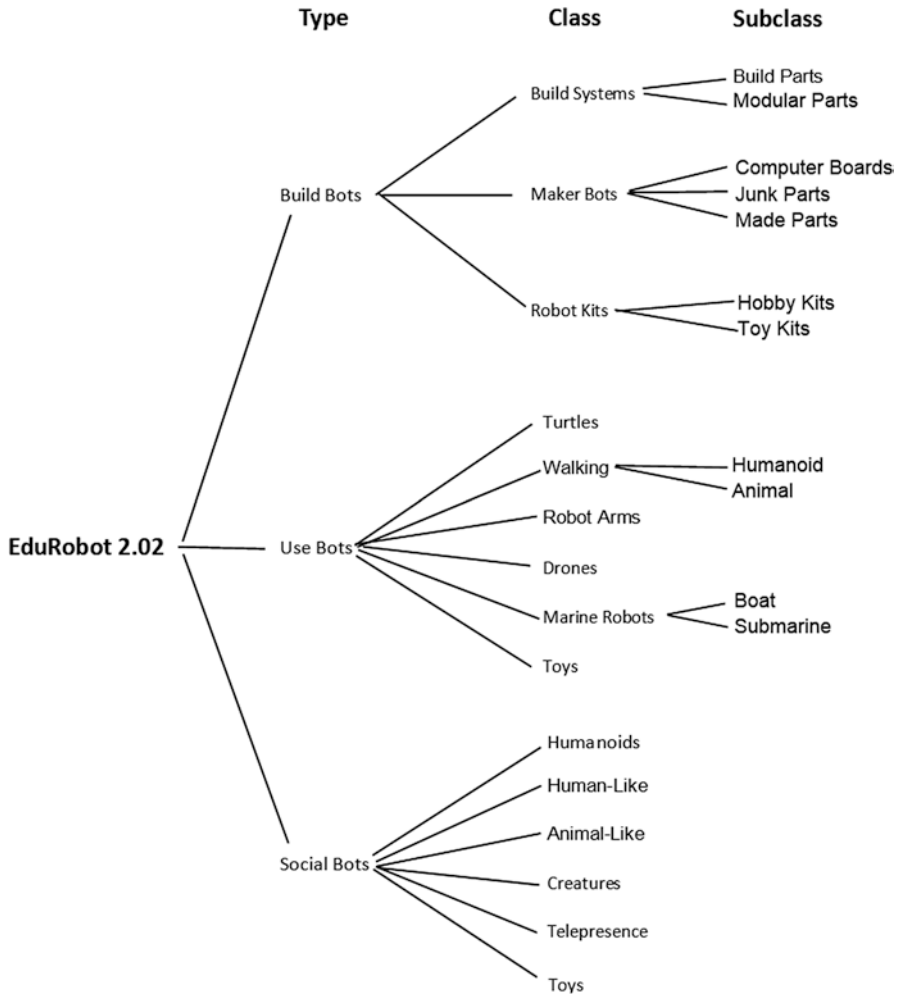 Type Class Subclass
Build Parts
Build Systems
Modular Parts
Computer Boards
Build Bots Maker Bots Junk Parts
Made Parts
Hobby Kits
Robot Kits
Toy Kits
Turtles
Walking Humanoid
Animal
Robot Arms
EduRobot 2.02 Use Bots
Drones
Boat
Marine Robots
Submarine
Toys
Humanoids
Human-Like
Animal-Like
Social Bots
Creatures
Telepresence
Toys